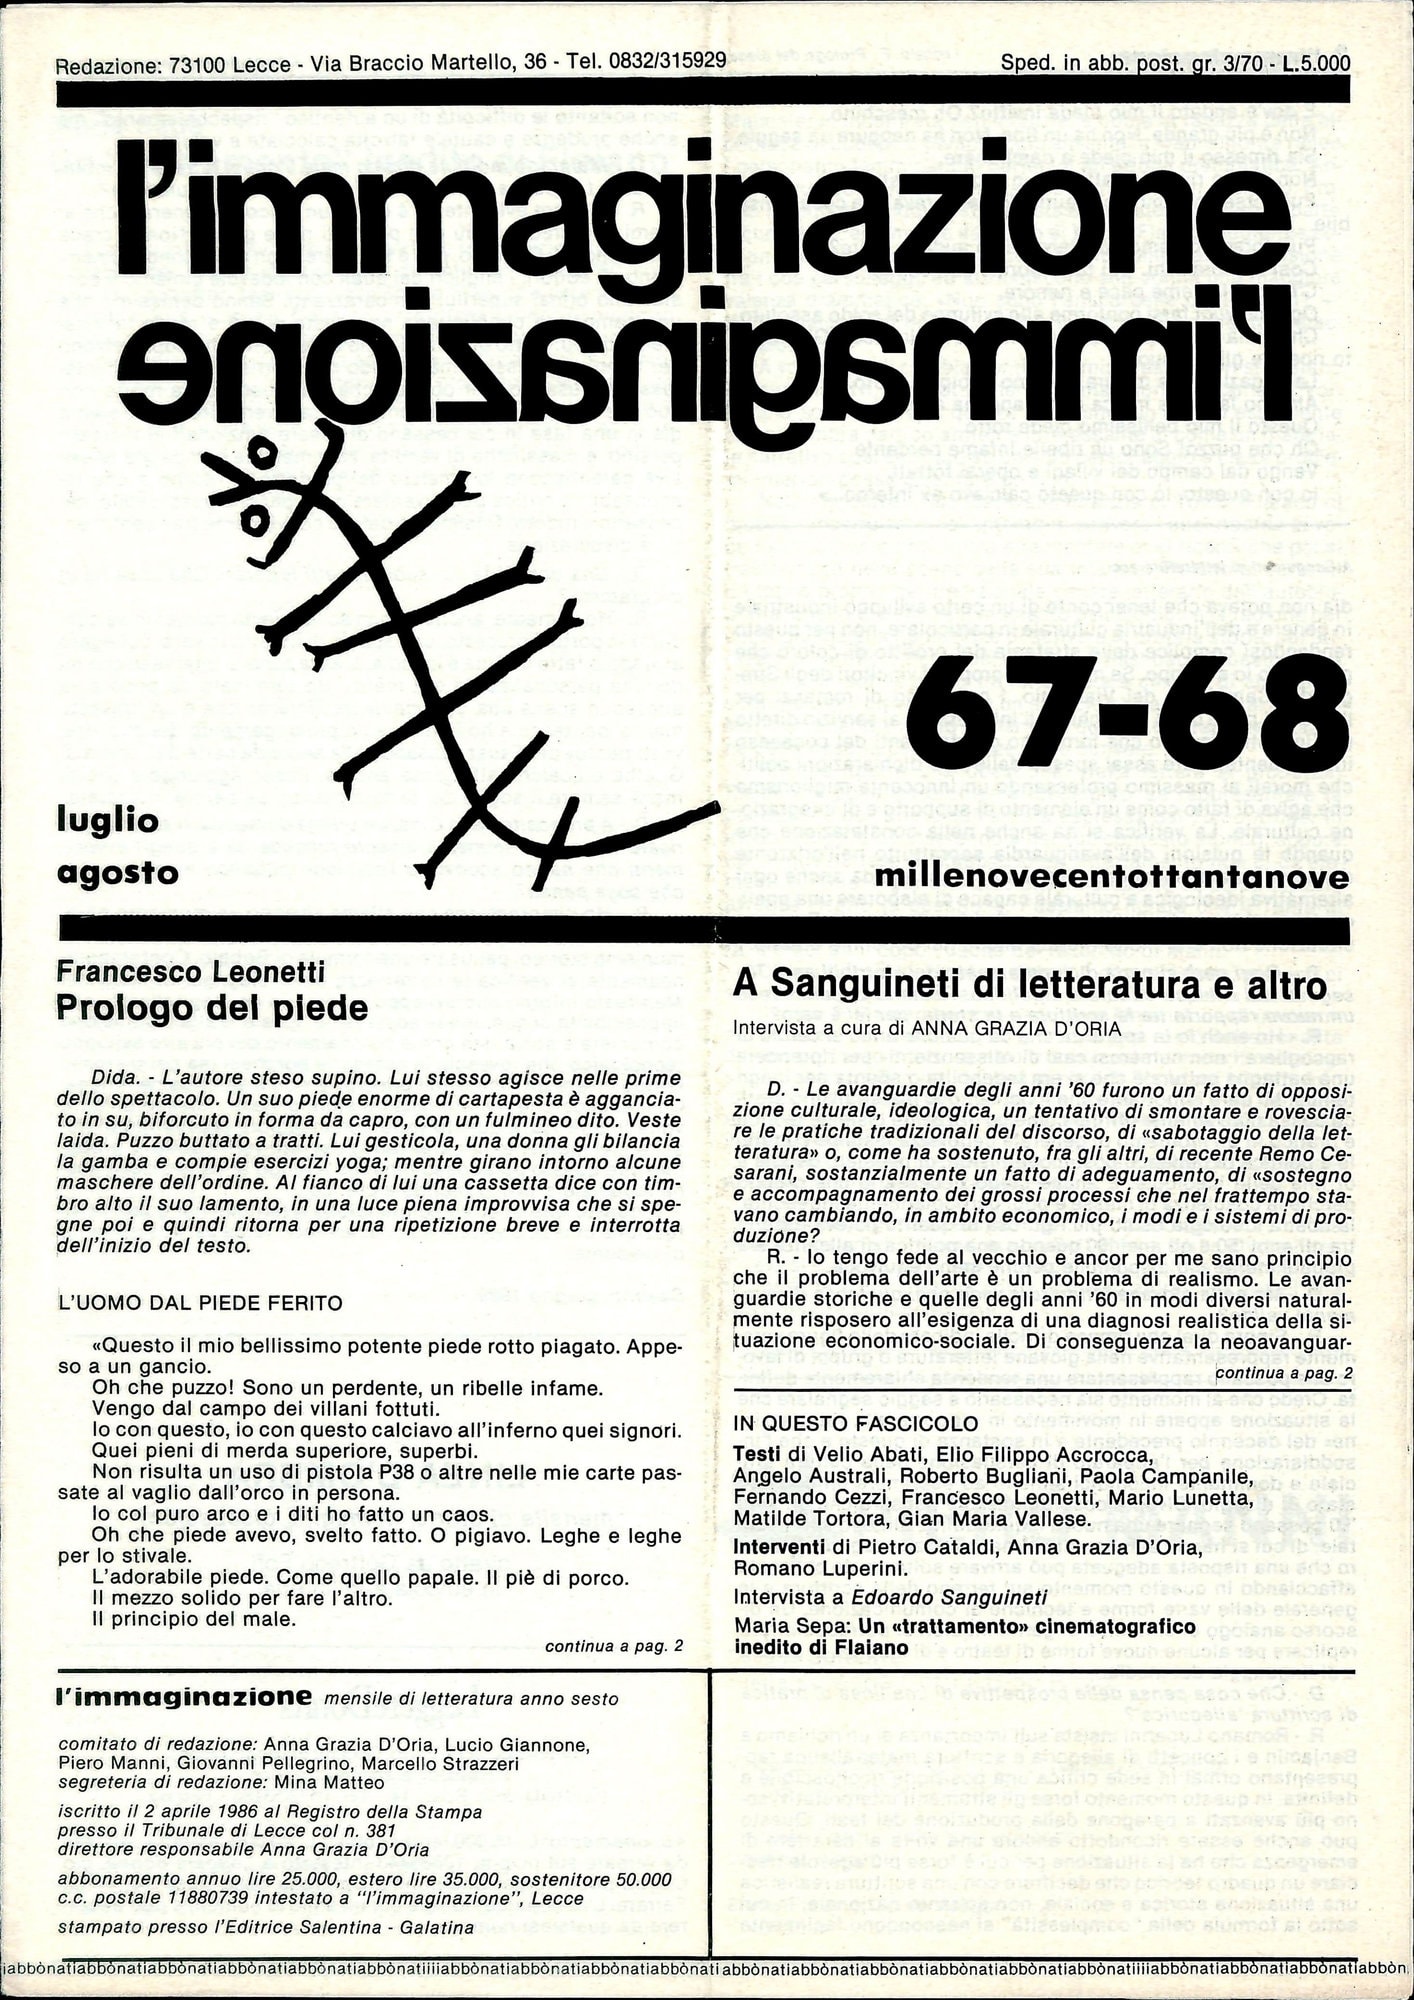 Redazione: 73100 Lecce - Via Braccio Martello, 36 - Tel. 0832/315929
Sped. in abb. post. gr. 3/70 - L.5.000
l'immaginazione
l'immaginazione
67-68
luglio
agosto
millenovecentottantanove
Francesco Leonetti
Prologo del piede
Dida. - L'autore steso supino. Lui stesso agisce nelle prime
dello spettacolo. Un suo piede enorme di cartapesta è aggancia-
to in su, biforcuto in forma da capro, con un fulmineo dito. Veste
laida. Puzzo buttato a tratti. Lui gesticola, una donna gli bilancia
la gamba e compie esercizi yoga; mentre girano intorno alcune
maschere dell'ordine. Al fianco di lui una cassetta dice con tim-
bro alto il suo lamento, in una luce piena improvvisa che si spe-
gne poi e quindi ritorna per una ripetizione breve e interrotta
dell'inizio del testo.
L'UOMO DAL PIEDE FERITO
«Questo il mio bellissimo potente piede rotto piagato. Appe-
so a un gancio.
Oh che puzzo! Sono un perdente, un ribelle infame.
Vengo dal campo dei villani fottuti.
Io con questo, io con questo calciavo all'inferno quei signori.
Quei pieni di merda superiore, superbi.
Non risulta un uso di pistola P38 o altre nelle mie carte pas-
sate al vaglio dall'orco in persona.
Io col puro arco e i diti ho fatto un caos.
Oh che piede avevo, svelto fatto. O pigiavo. Leghe e leghe
per lo stivale.
L'adorabile piede. Come quello papale. Il piè di porco.
Il mezzo solido per fare l'altro.
Il principio del male.
continua a pag. 2
A Sanguineti di letteratura e altro
Intervista a cura di ANNA GRAZIA D'ORIA
D. - Le avanguardie degli anni '60 furono un fatto di opposi-
zione culturale, ideologica, un tentativo di smontare e rovescia-
re le pratiche tradizionali del discorso, di «sabotaggio della let-
teratura» o, come ha sostenuto, fra gli altri, di recente Remo Ce-
sarani, sostanzialmente un fatto di adeguamento, di «sostegno
e accompagnamento dei grossi processi che nel frattempo sta-
vano cambiando, in ambito economico, i modi e i sistemi di pro-
duzione?
R. - Io tengo fede al vecchio e ancor per me sano principio
che il problema dell'arte è un problema di realismo. Le avan-
guardie storiche e quelle degli anni '60 in modi diversi natural-
mente risposero all'esigenza di una diagnosi realistica della si-
tuazione economico-sociale. Di conseguenza la neoavanguar-
continua a pag. 2
IN QUESTO FASCICOLO
Testi di Velio Abati, Elio Filippo Accrocca,
Angelo Australi, Roberto Bugliani, Paola Campanile,
Fernando Cezzi, Francesco Leonetti, Mario Lunetta,
Matilde Tortora, Gian Maria Vallese.
Interventi di Pietro Cataldi, Anna Grazia D'Oria,
Romano Luperini.
Intervista a Edoardo Sanguineti
Maria Sepa: Un «trattamento» cinematografico
inedito di Flaiano
l'immaginazione mensile di letteratura anno sesto
comitato di redazione: Anna Grazia D'Oria, Lucio Giannone,
Piero Manni, Giovanni Pellegrino, Marcello Strazzeri
segreteria di redazione: Mina Matteo
iscritto il 2 aprile 1986 al Registro della Stampa
presso il Tribunale di Lecce col n. 381
direttore responsabile Anna Grazia D'Oria
abbonamento annuo lire 25.000, estero lire 35.000, sostenitore 50.000
c.c. postale 11880739 intestato a "l'immaginazione", Lecce
stampato presso l'Editrice Salentina - Galatina
iabbònatiabbònatiabbònatiabbònatiabbònatiiiiabbònatiabbònatiabbònatiabbònati abbònatiabbònatiabbònatiabbònatiabbònatiiiiabbònatiabbònatiabbònatiabbòn